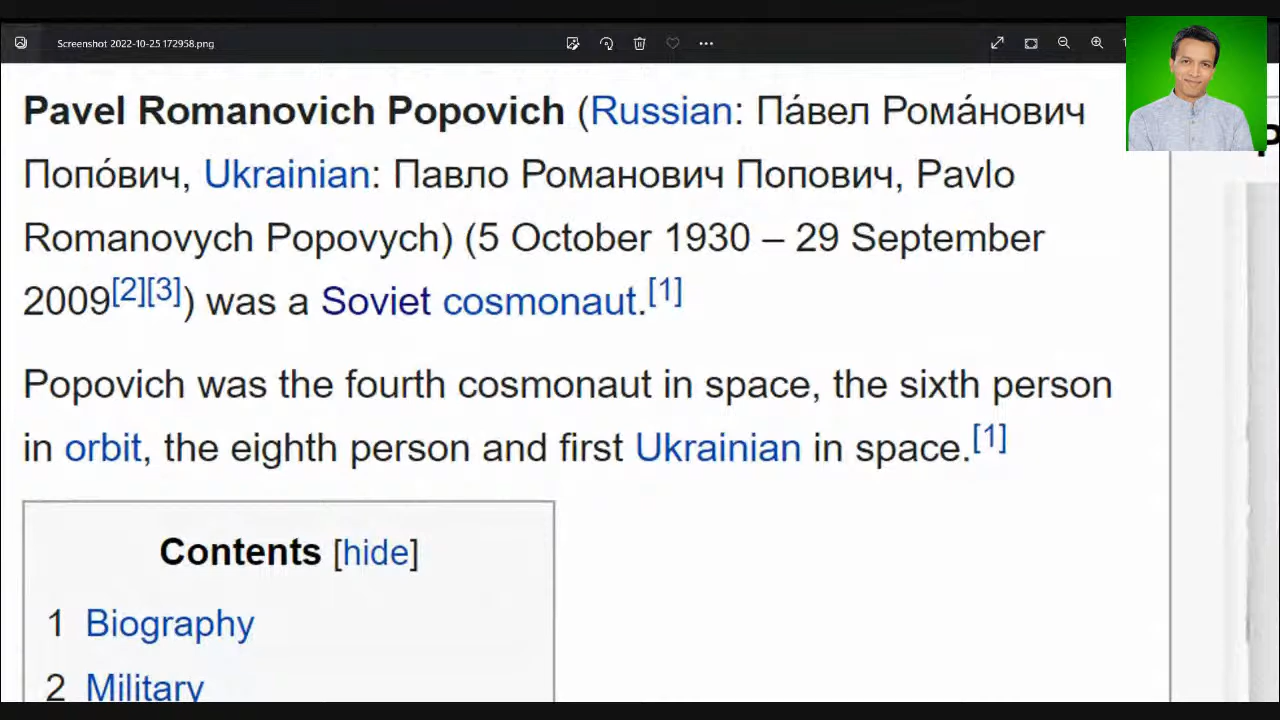 Screenshot 2022-10-25 172958.png
Pavel Romanovich Popovich (Russian: Па́вел Рома́нович
Попо́вич, Ukrainian: Павло Романович Попович, Pavlo
Romanovych Popovych) (5 October 1930 – 29 September
2009[2][3]) was a Soviet cosmonaut.[1]
Popovich was the fourth cosmonaut in space, the sixth person
in orbit, the eighth person and first Ukrainian in space.[1]
Contents [hide]
1 Biography
2 Military